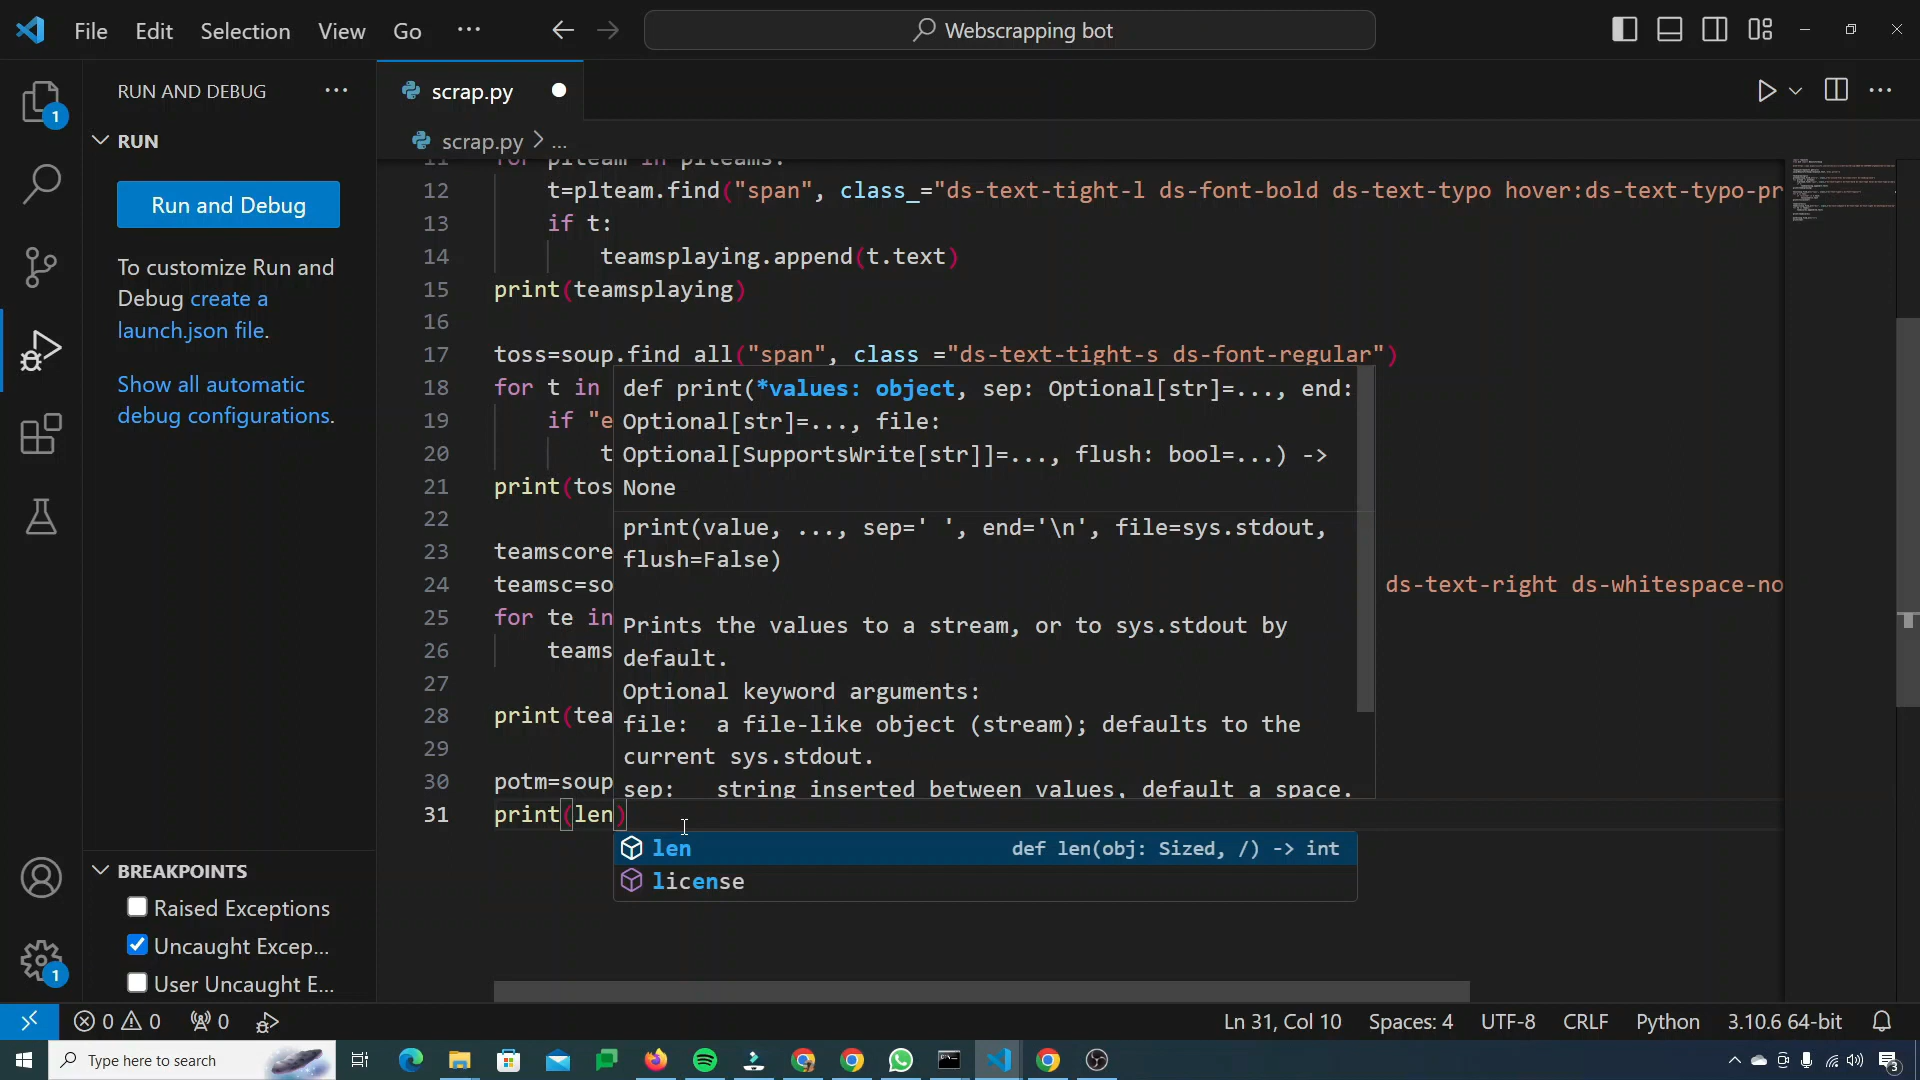 File Edit Selection View Go ...
Webscrapping bot
RUN AND DEBUG ...
scrap.py
RUN
scrap.py > ...
Run and Debug
To customize Run and
Debug create a
launch.json file.
Show all automatic
debug configurations.
11 for plteam in plteams:
12 t=plteam.find("span", class_="ds-text-tight-l ds-font-bold ds-text-typo hover:ds-text-typo-pr
13 if t:
14 teamsplaying.append(t.text)
15 print(teamsplaying)
16
17 toss=soup.find_all("span", class_="ds-text-tight-s ds-font-regular")
18 for t in
19 if "e
20 t
21 print(tos
22
23 teamscore
24 teamsc=so ds-text-right ds-whitespace-no
25 for te in
26 teams
27
28 print(tea
29
30 potm=soup
31 print(len)
def print(*values: object, sep: Optional[str]=..., end:
Optional[str]=..., file:
Optional[SupportsWrite[str]]=..., flush: bool=...) ->
None
print(value, ..., sep=' ', end='\n', file=sys.stdout,
flush=False)
Prints the values to a stream, or to sys.stdout by
default.
Optional keyword arguments:
file: a file-like object (stream); defaults to the
current sys.stdout.
sep: string inserted between values, default a space.
len def len(obj: Sized, /) -> int
license
BREAKPOINTS
Raised Exceptions
Uncaught Excep...
User Uncaught E...
1
1
0 0 0
Ln 31, Col 10 Spaces: 4 UTF-8 CRLF Python 3.10.6 64-bit
Type here to search
3